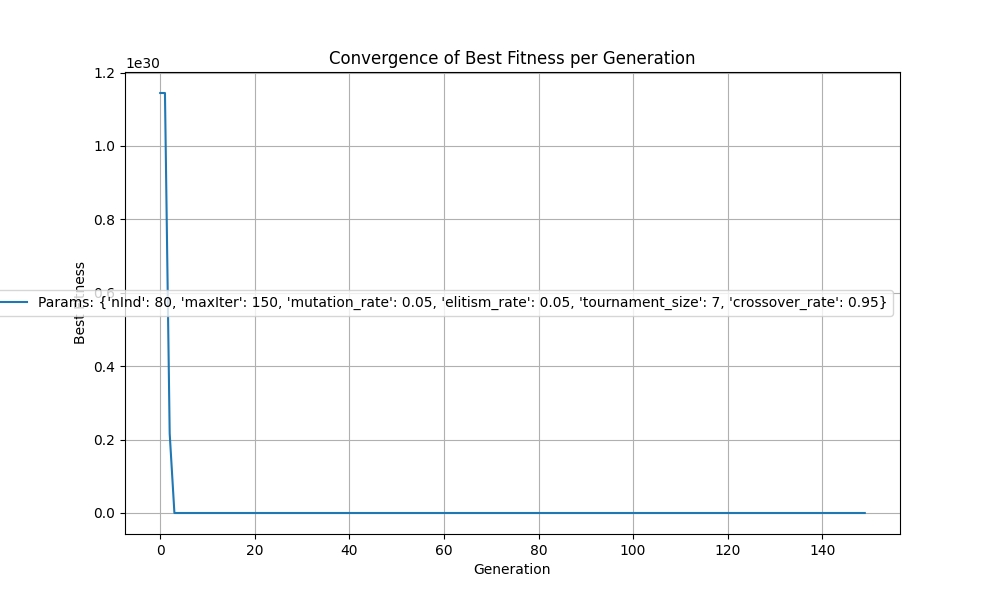 Convergence of Best Fitness per Generation
1e30
1.2
1.0
0.8
0.6
0.4
0.2
0.0
Best Fitness
Params: {'nInd': 80, 'maxIter': 150, 'mutation_rate': 0.05, 'elitism_rate': 0.05, 'tournament_size': 7, 'crossover_rate': 0.95}
0 20 40 60 80 100 120 140
Generation